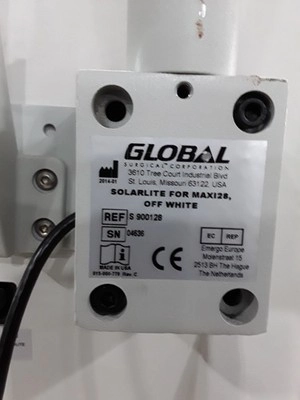 GLOBAL
SURGICAL CORPORATION
3610 Tree Court Industrial Blvd
St. Louis, Missouri 63122, USA
2014-01
SOLARLITE FOR MAXI28,
OFF WHITE
REF S 900128
SN 04636
EC REP
Emergo Europe
Molenstraat 15
2513 BH The Hague
The Netherlands
MADE IN USA
CE